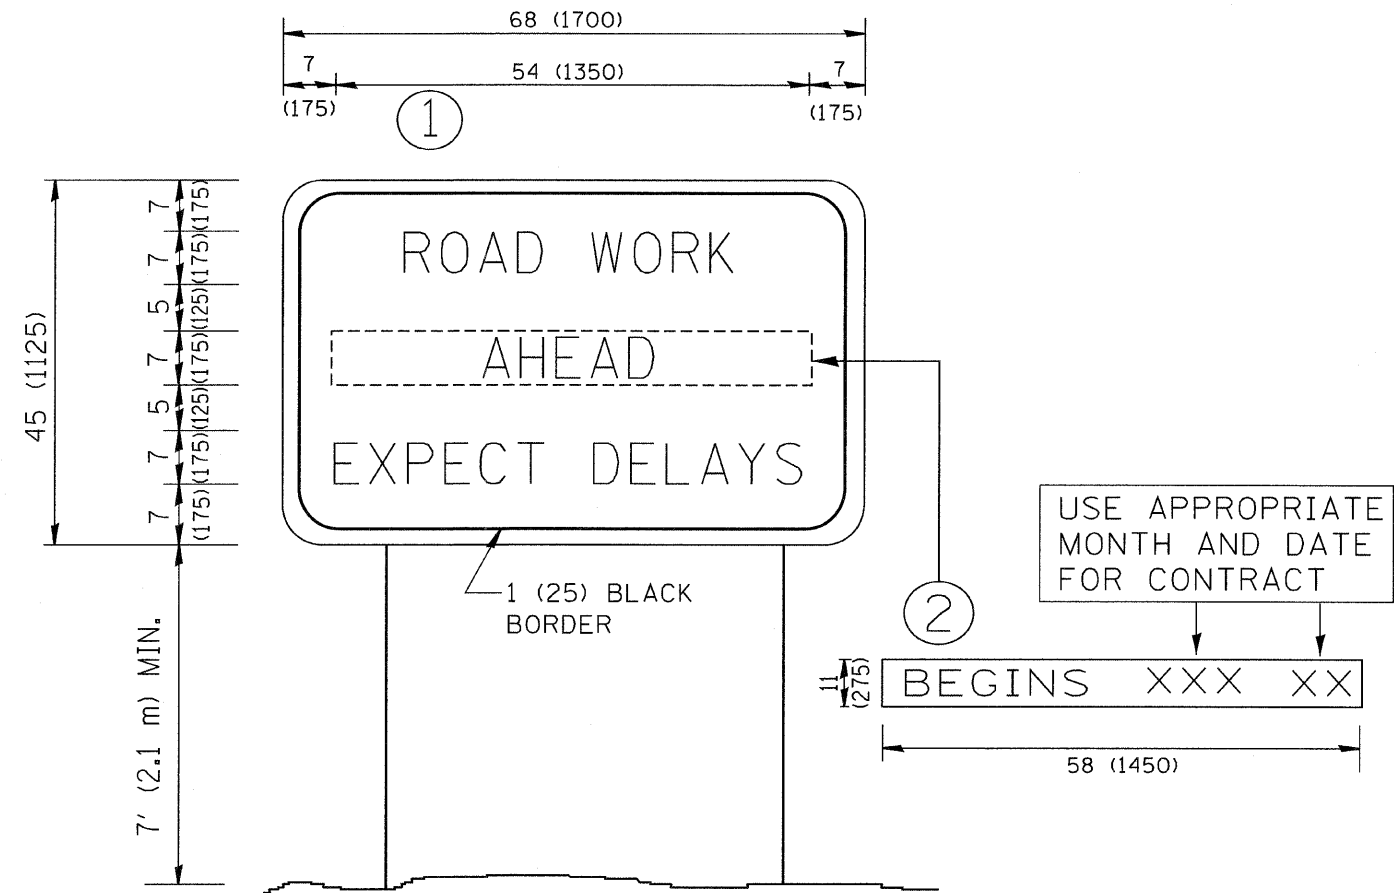 68 (1700)
7
54 (1350)
7
(175)
(175)
1
45 (1125)
7
(175)
7
(175)
5
(125)
7
(175)
5
(125)
7
(175)
7
(175)
ROAD WORK
AHEAD
EXPECT DELAYS
1 (25) BLACK
BORDER
7' (2.1 m) MIN.
USE APPROPRIATE
MONTH AND DATE
FOR CONTRACT
2
11
(275)
BEGINS XXX XX
58 (1450)